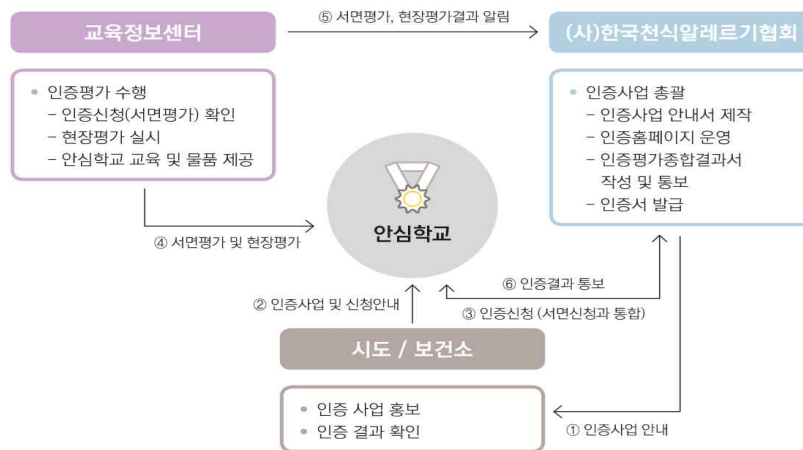 교육정보센터
⑤ 서면평가, 현장평가결과 알림
(사)한국천식알레르기협회
• 인증평가 수행
– 인증신청(서면평가) 확인
– 현장평가 실시
– 안심학교 교육 및 물품 제공
• 인증사업 총괄
– 인증사업 안내서 제작
– 인증홈페이지 운영
– 인증평가종합결과서
작성 및 통보
– 인증서 발급
안심학교
④ 서면평가 및 현장평가
⑥ 인증결과 통보
② 인증사업 및 신청안내
③ 인증신청 (서면신청과 통합)
시도 / 보건소
• 인증 사업 홍보
• 인증 결과 확인
① 인증사업 안내